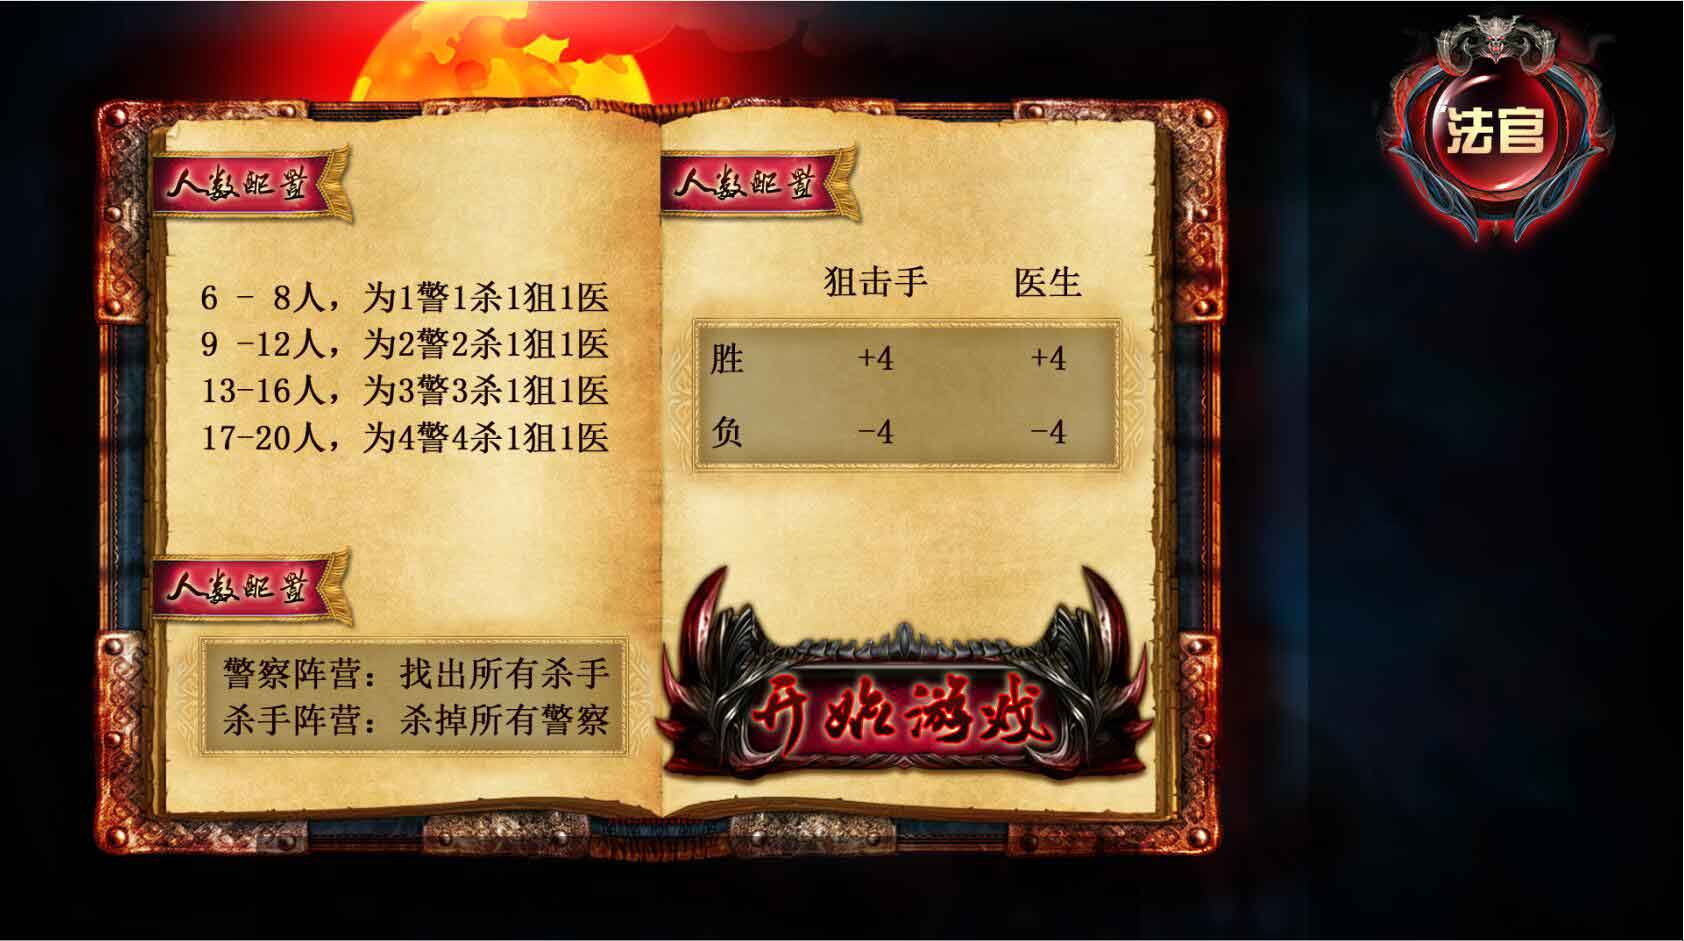 法官
人数配置
6 - 8人，为1警1杀1狙1医
9 -12人，为2警2杀1狙1医
13-16人，为3警3杀1狙1医
17-20人，为4警4杀1狙1医
人数配置
警察阵营：找出所有杀手
杀手阵营：杀掉所有警察
人数配置
狙击手 医生
胜 +4 +4
负 -4 -4
开始游戏